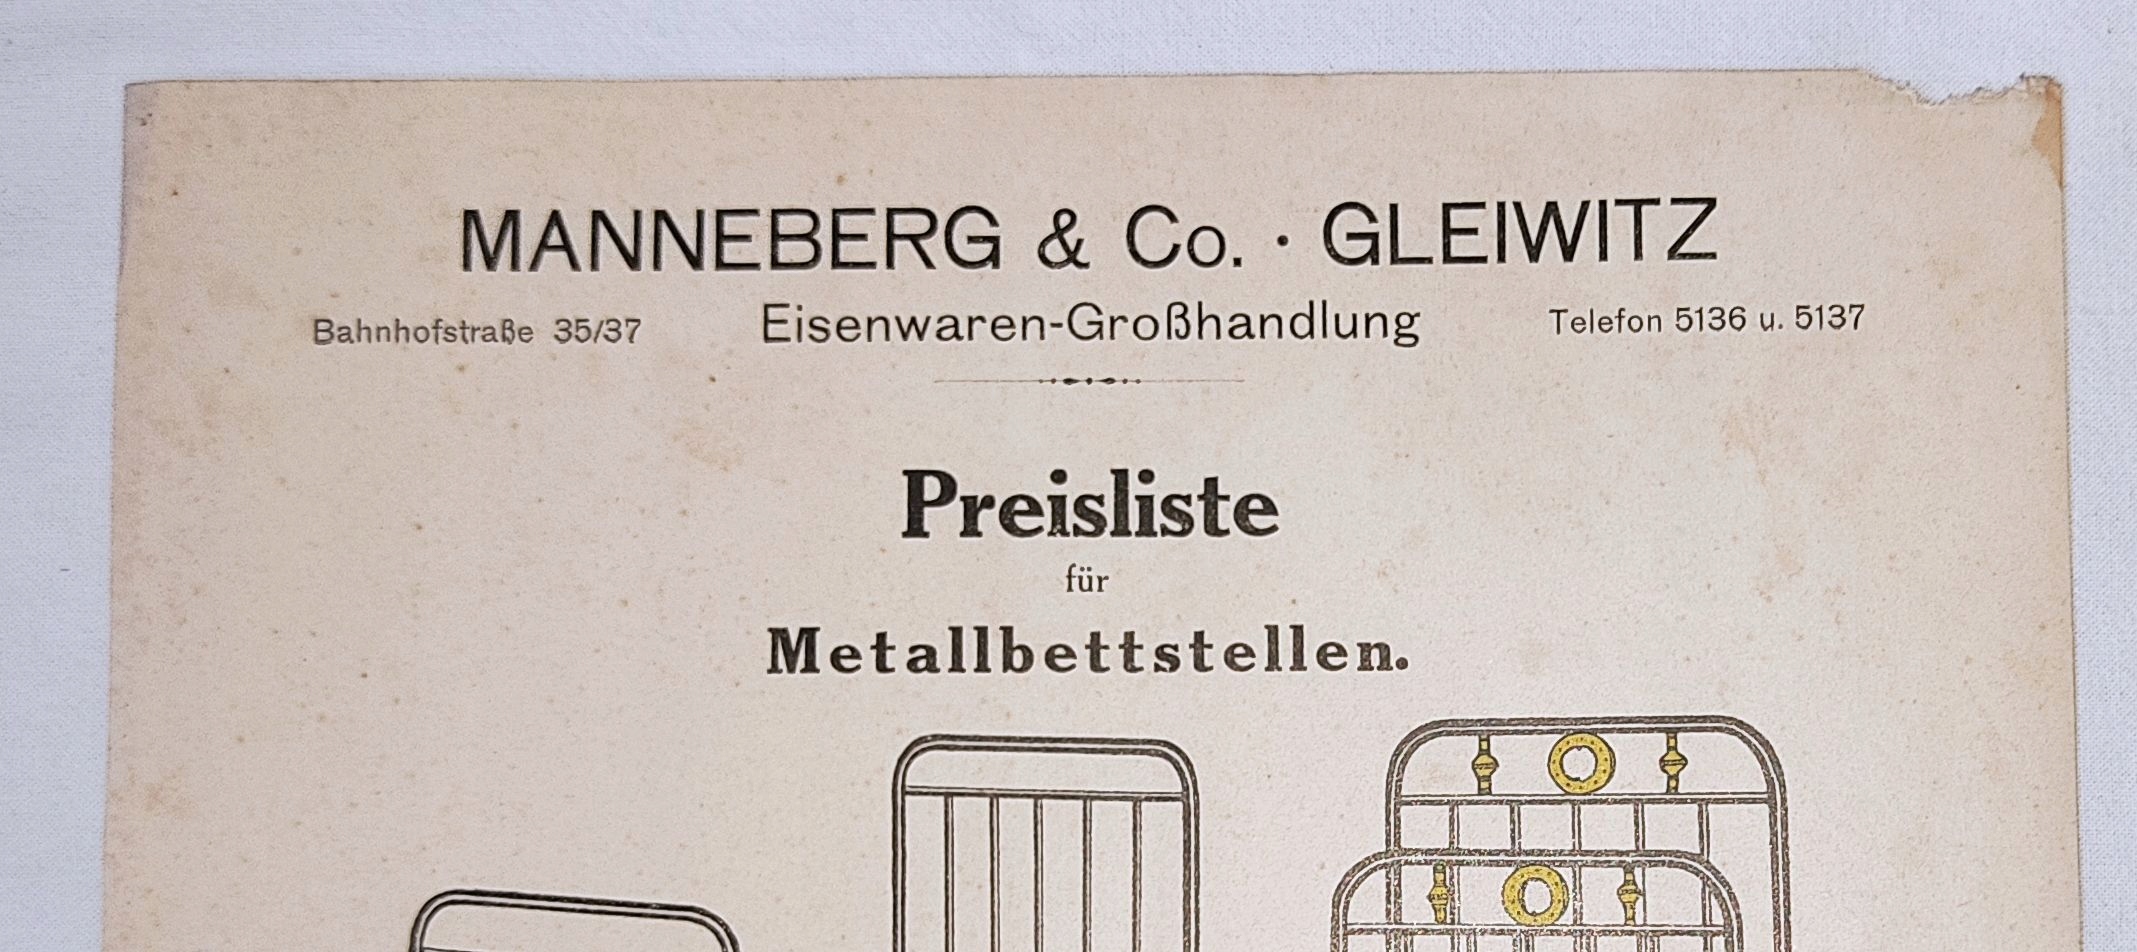 MANNEBERG & Co. · GLEIWITZ
Bahnhofstraße 35/37 Eisenwaren-Großhandlung Telefon 5136 u. 5137
Preisliste
für
Metallbettstellen.